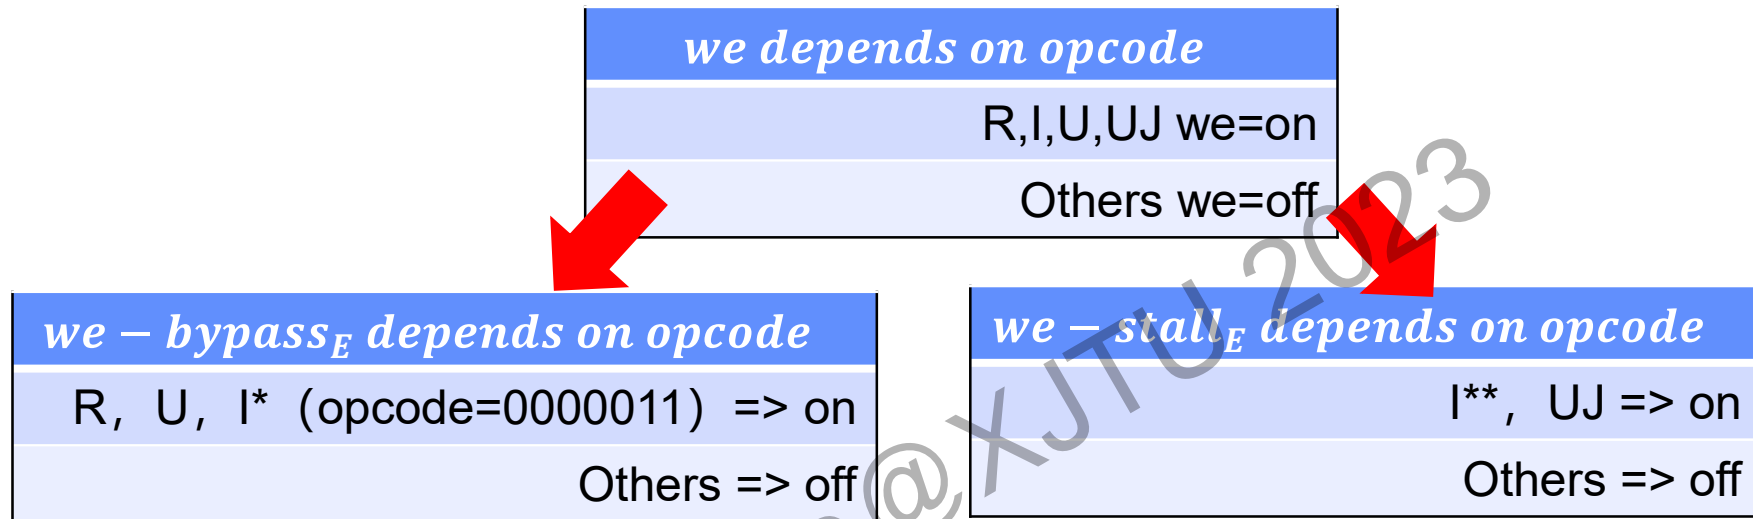 we depends on opcode
R,I,U,UJ we=on
Others we=off
we − bypass_E depends on opcode
R, U, I* (opcode=0000011) => on
Others => off
we − stall_E depends on opcode
I**, UJ => on
Others => off
@XJTU 2023